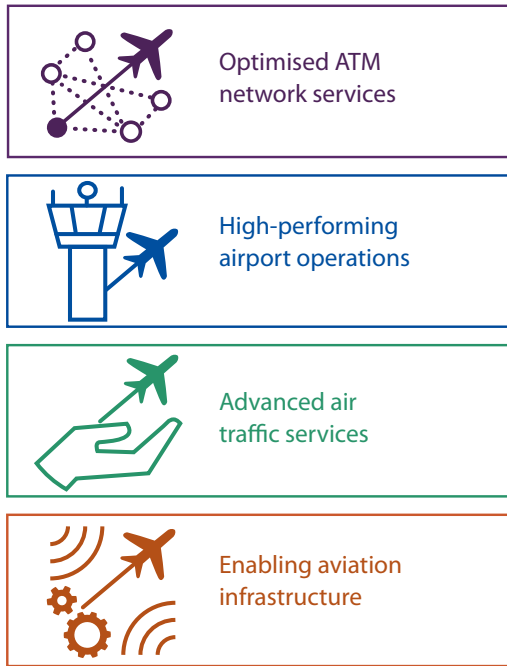 Optimised ATM
network services
High-performing
airport operations
Advanced air
traffic services
Enabling aviation
infrastructure